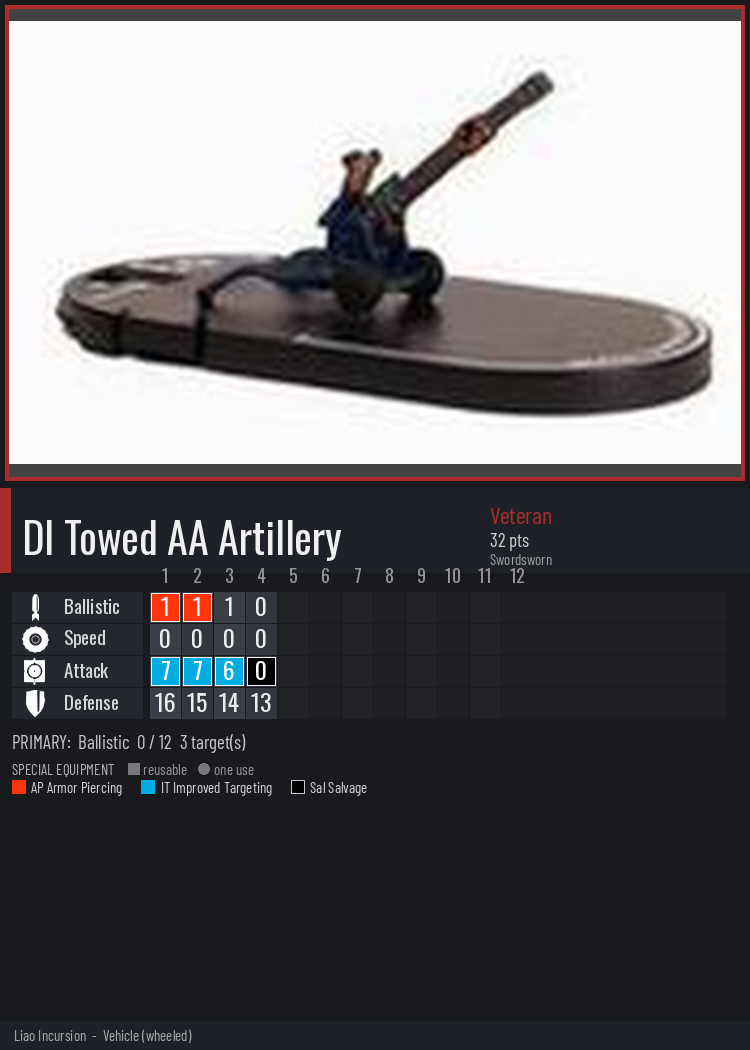 DI Towed AA Artillery
Veteran
32 pts
Swordsworn
1 2 3 4 5 6 7 8 9 10 11 12
Ballistic 1 1 1 0
Speed 0 0 0 0
Attack 7 7 6 0
Defense 16 15 14 13
PRIMARY: Ballistic 0 / 12 3 target(s)
SPECIAL EQUIPMENT reusable one use
AP Armor Piercing IT Improved Targeting Sal Salvage
Liao Incursion - Vehicle (wheeled)